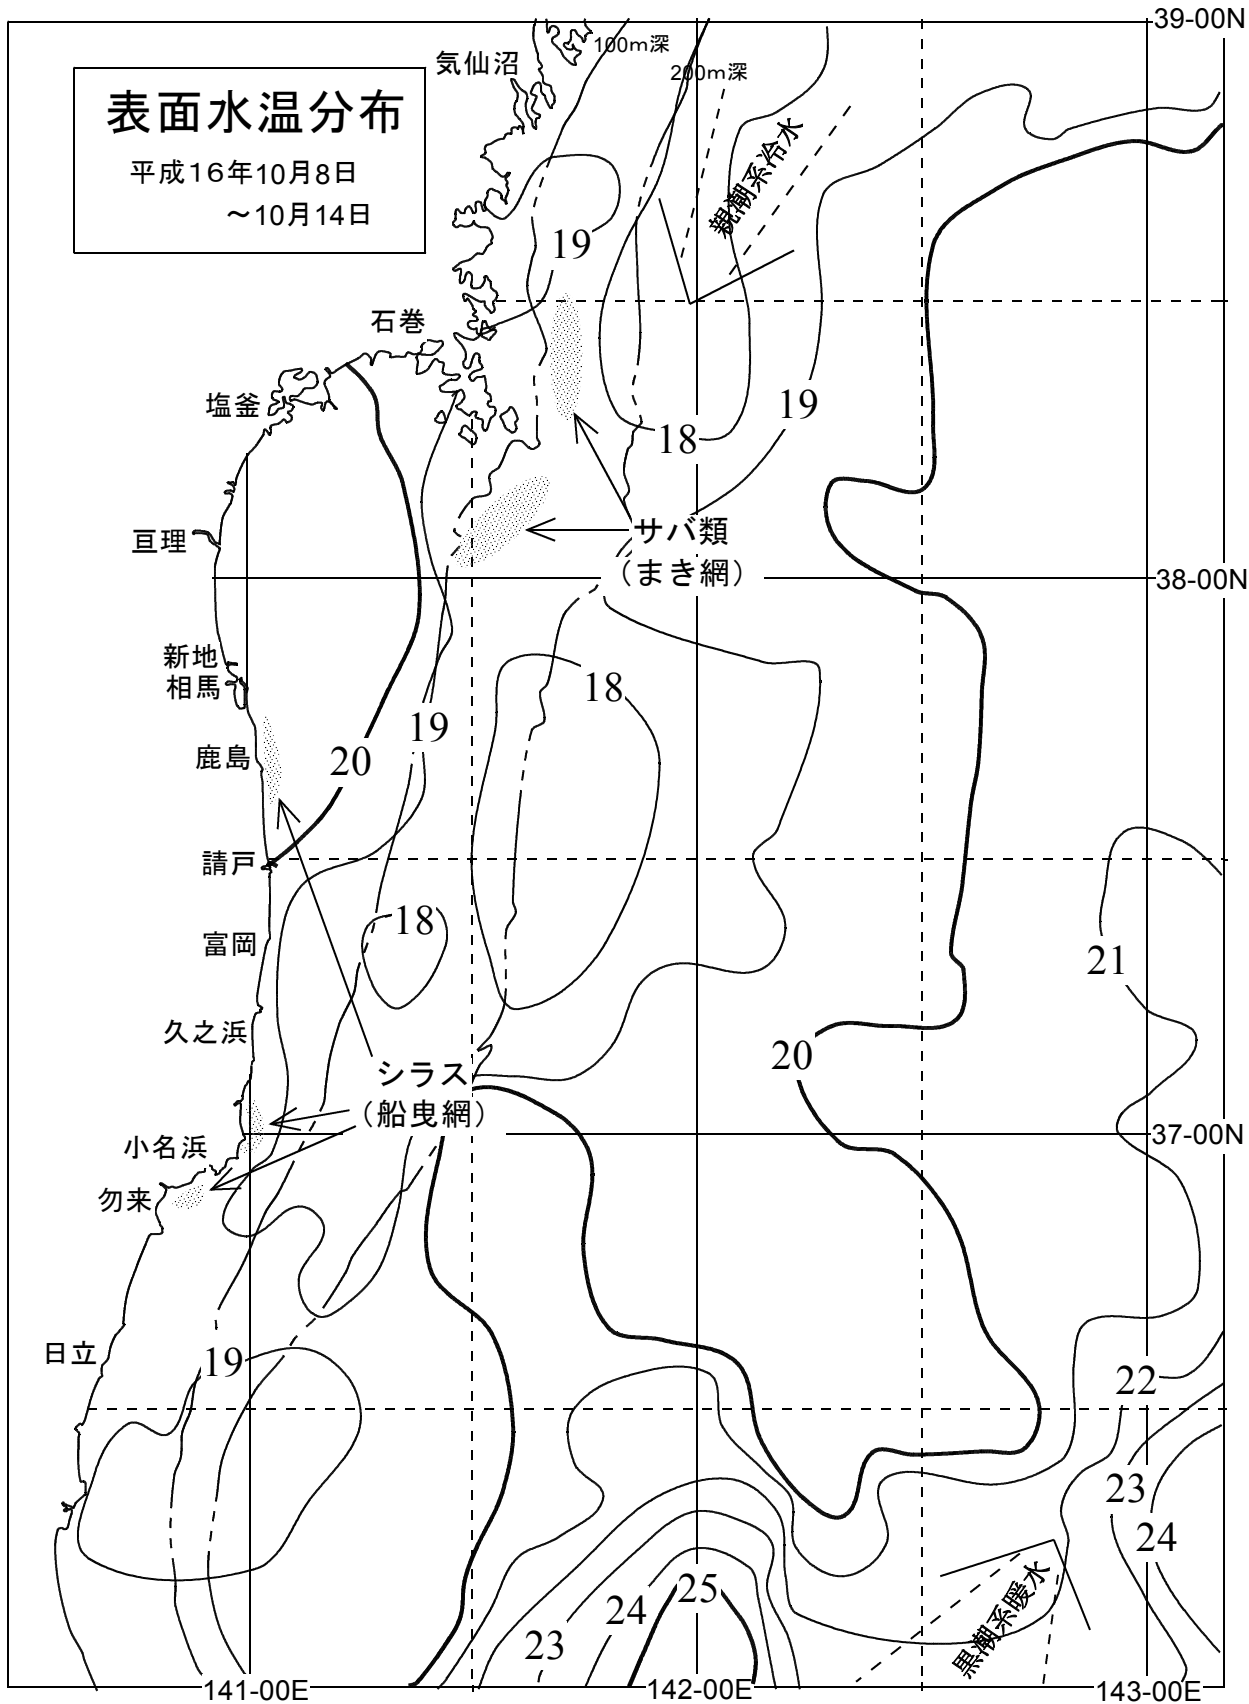 39-00N
100m深
気仙沼
200m深
表面水温分布
平成16年10月8日
～10月14日
親潮系冷水
19
石巻
塩釜
19
18
サバ類
（まき網）
亘理
38-00N
新地
相馬
18
19
鹿島
20
請戸
18
富岡
21
久之浜
20
シラス
（船曳網）
小名浜
37-00N
勿来
日立
19
22
23
24
25
24
23
黒潮系暖水
141-00E
142-00E
143-00E